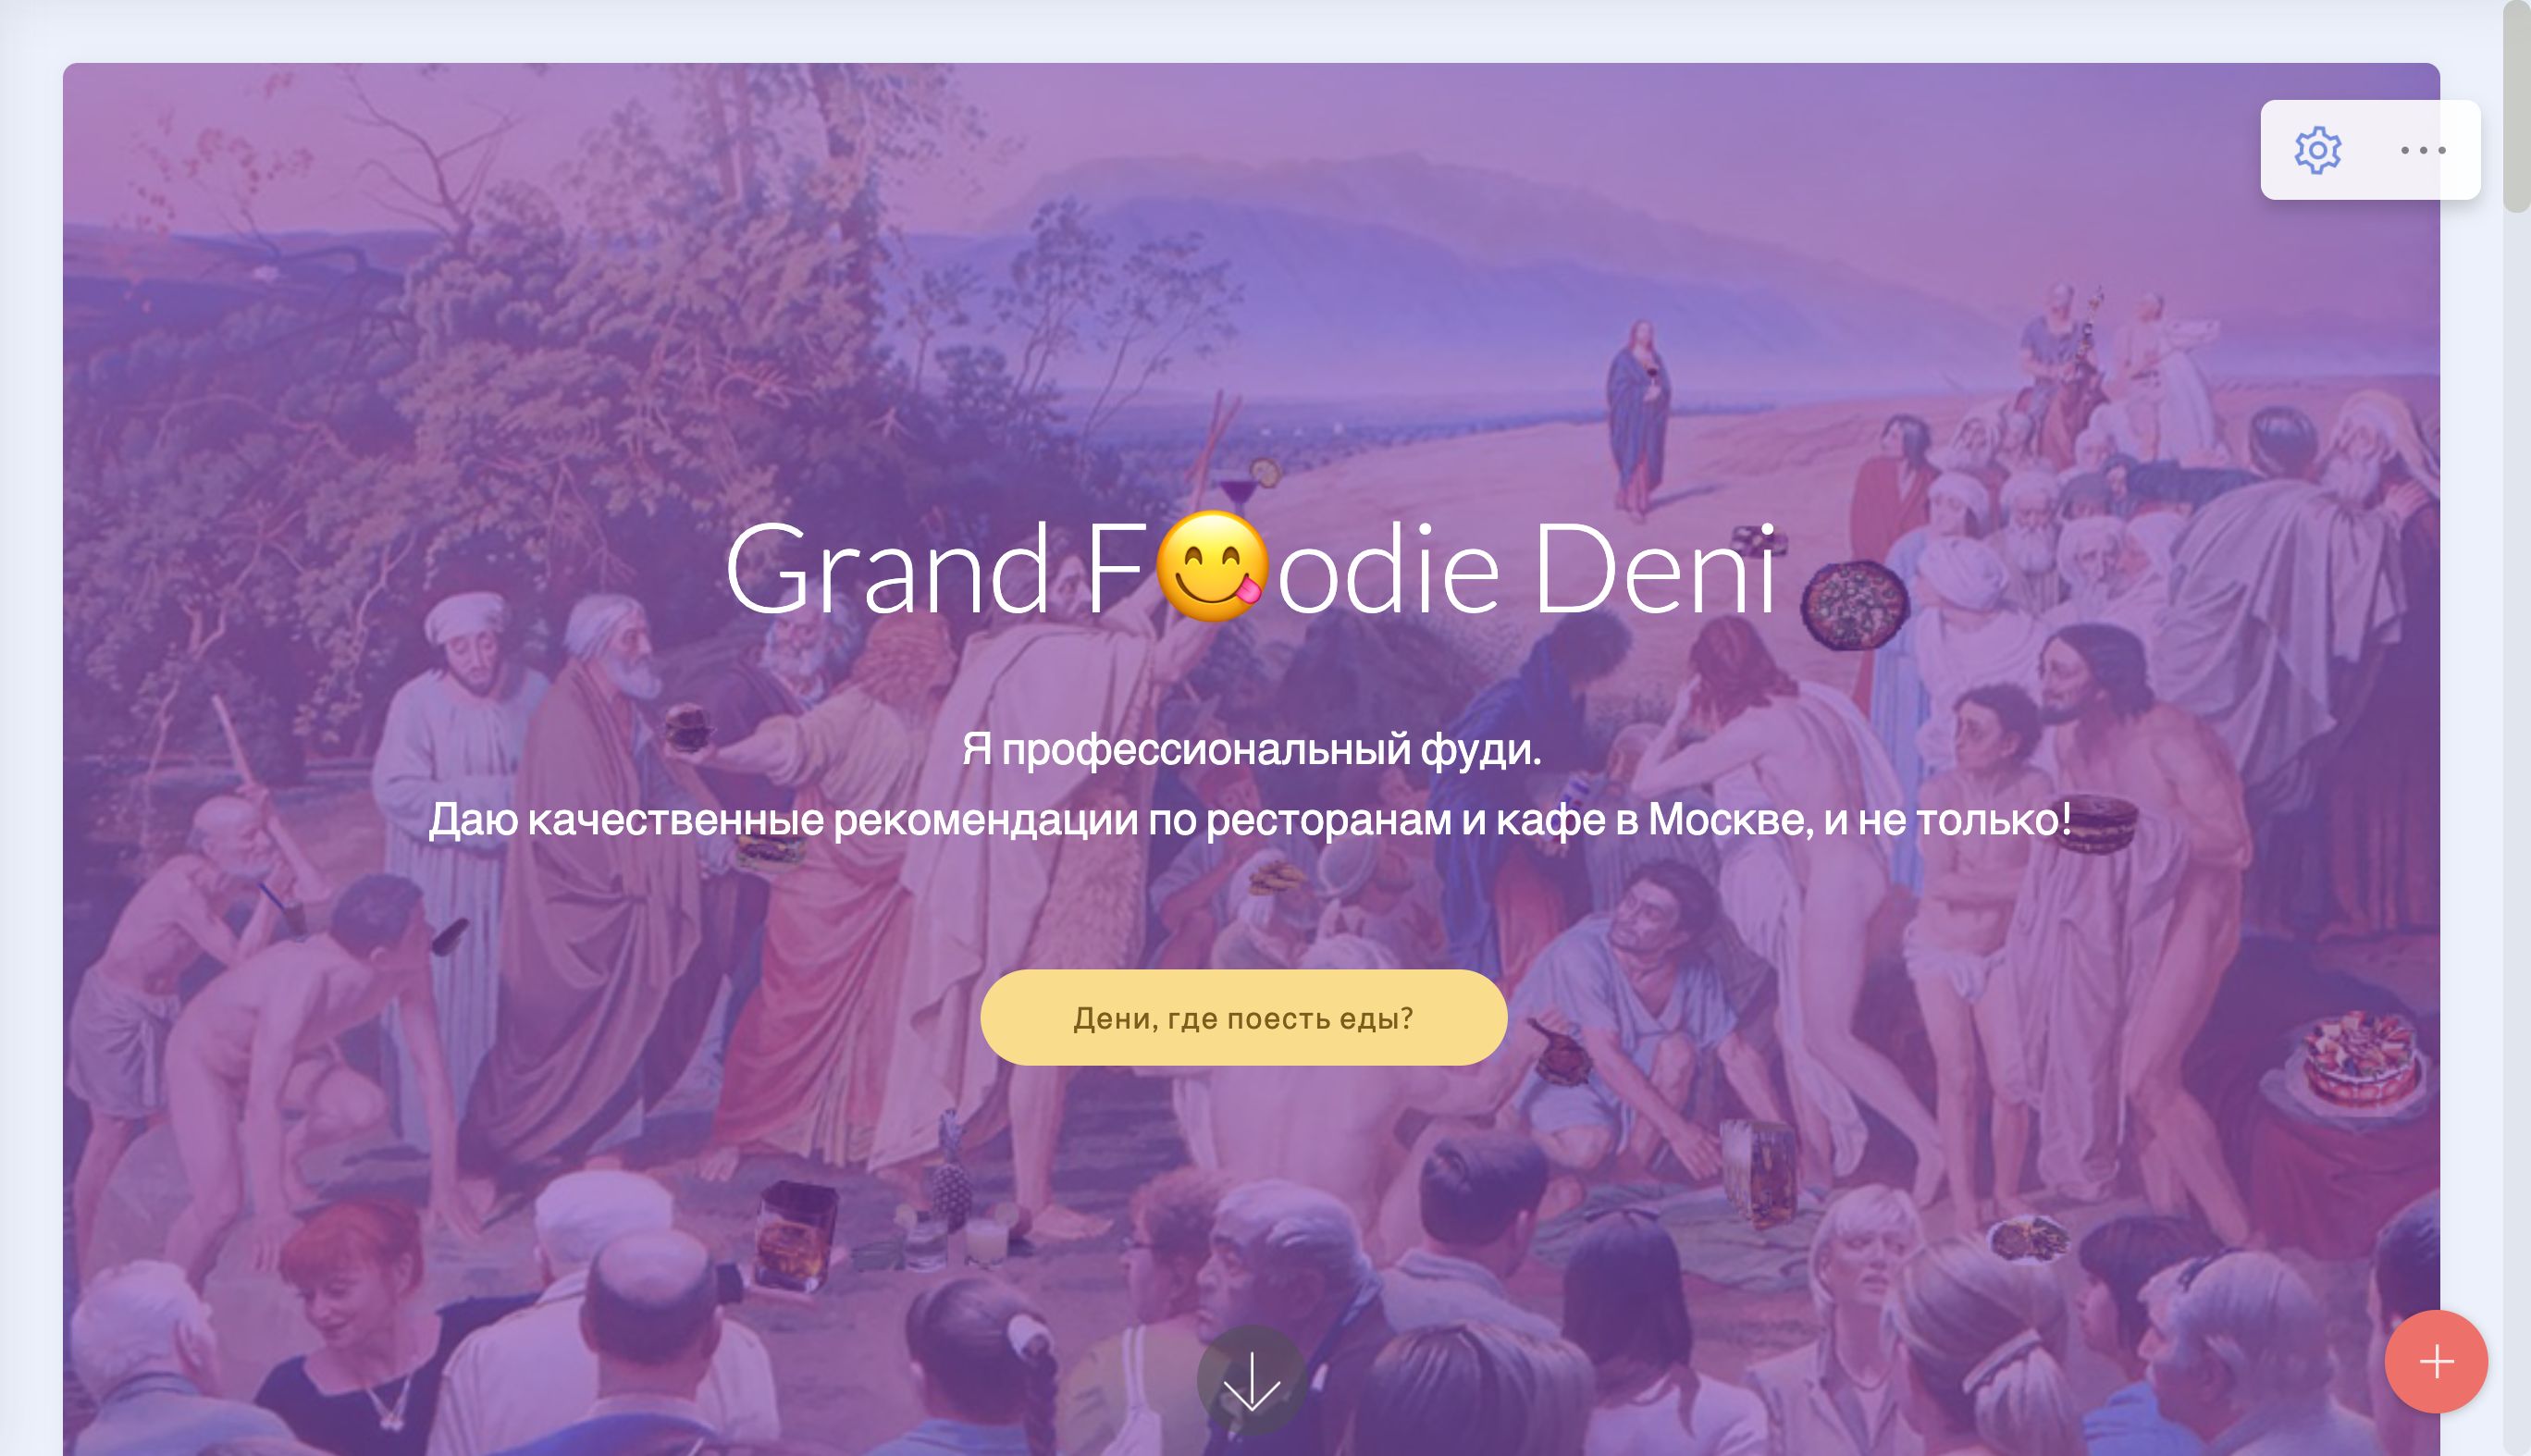 Grand F😋odie Deni
Я профессиональный фуди.
Даю качественные рекомендации по ресторанам и кафе в Москве, и не только!
Дени, где поесть еды?